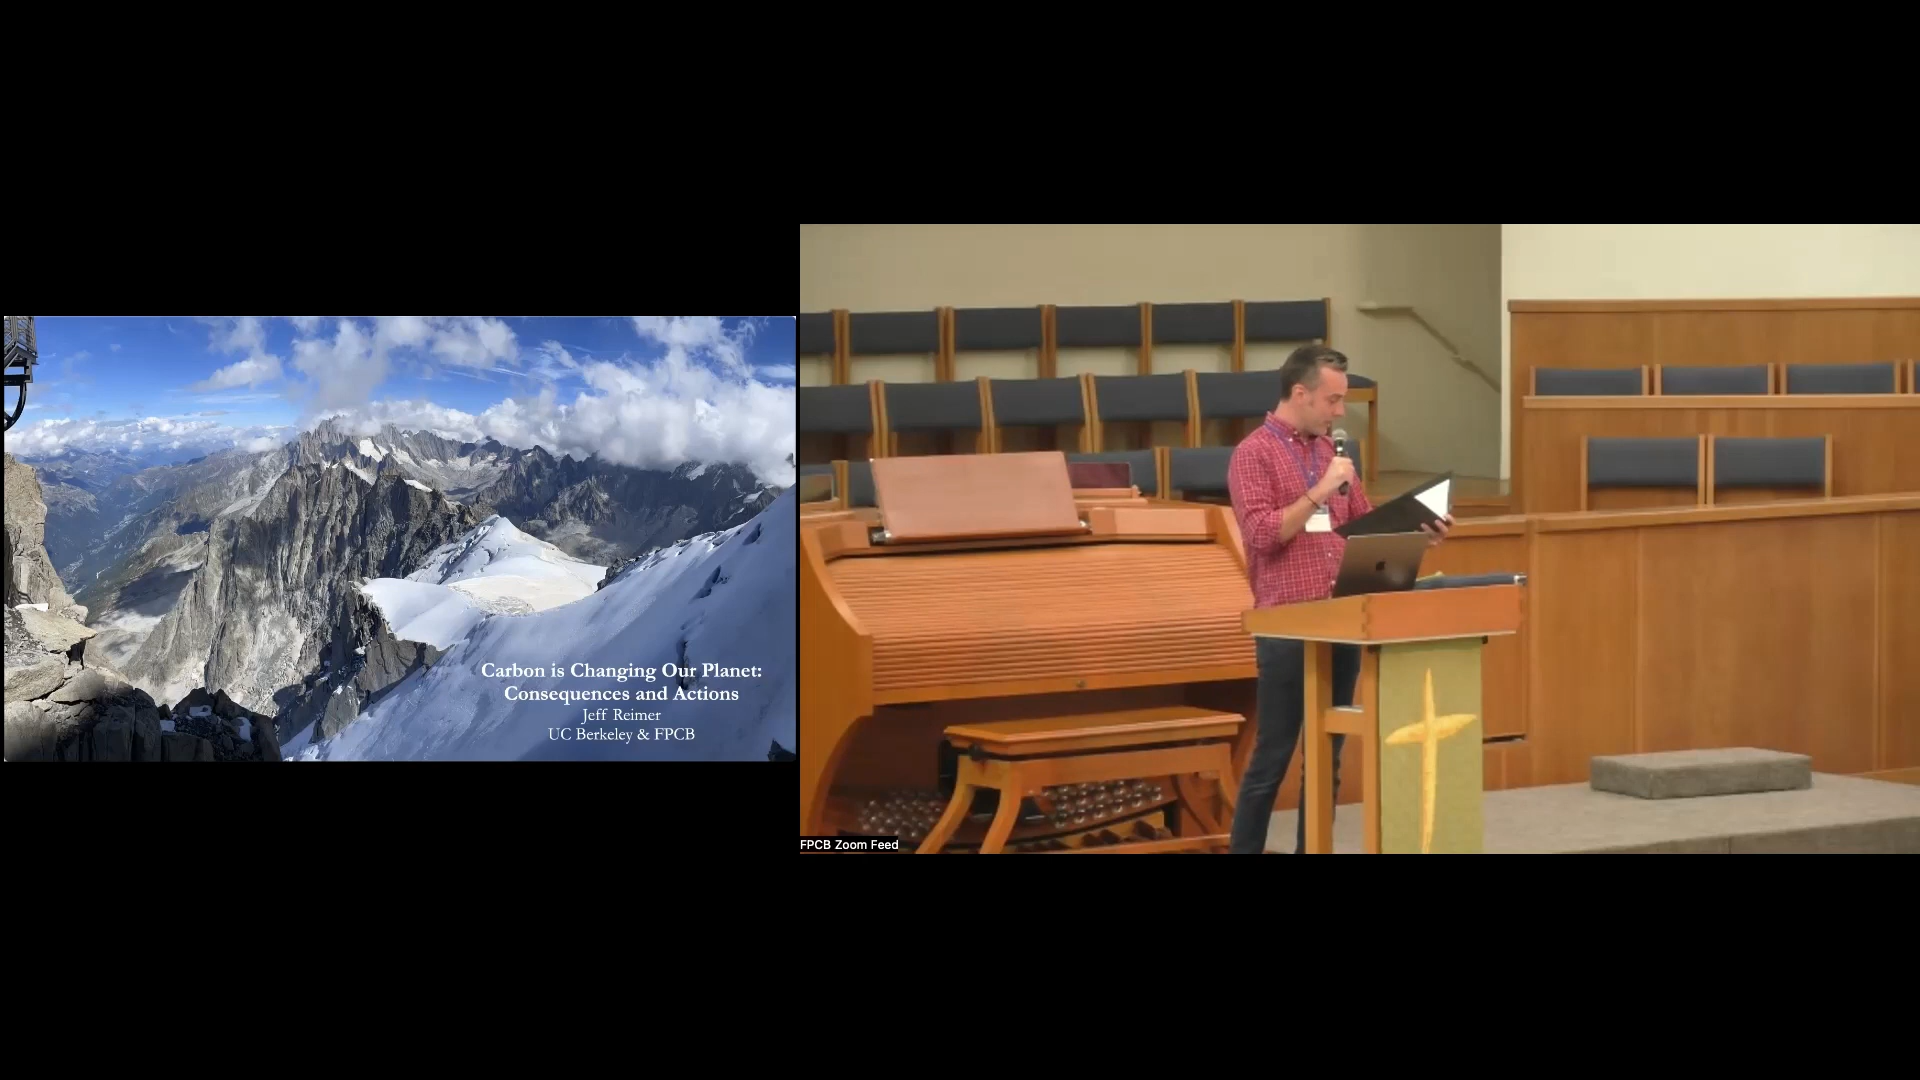 Carbon is Changing Our Planet:
Consequences and Actions
Jeff Reimer
UC Berkeley & FPCB
FPCB Zoom Feed